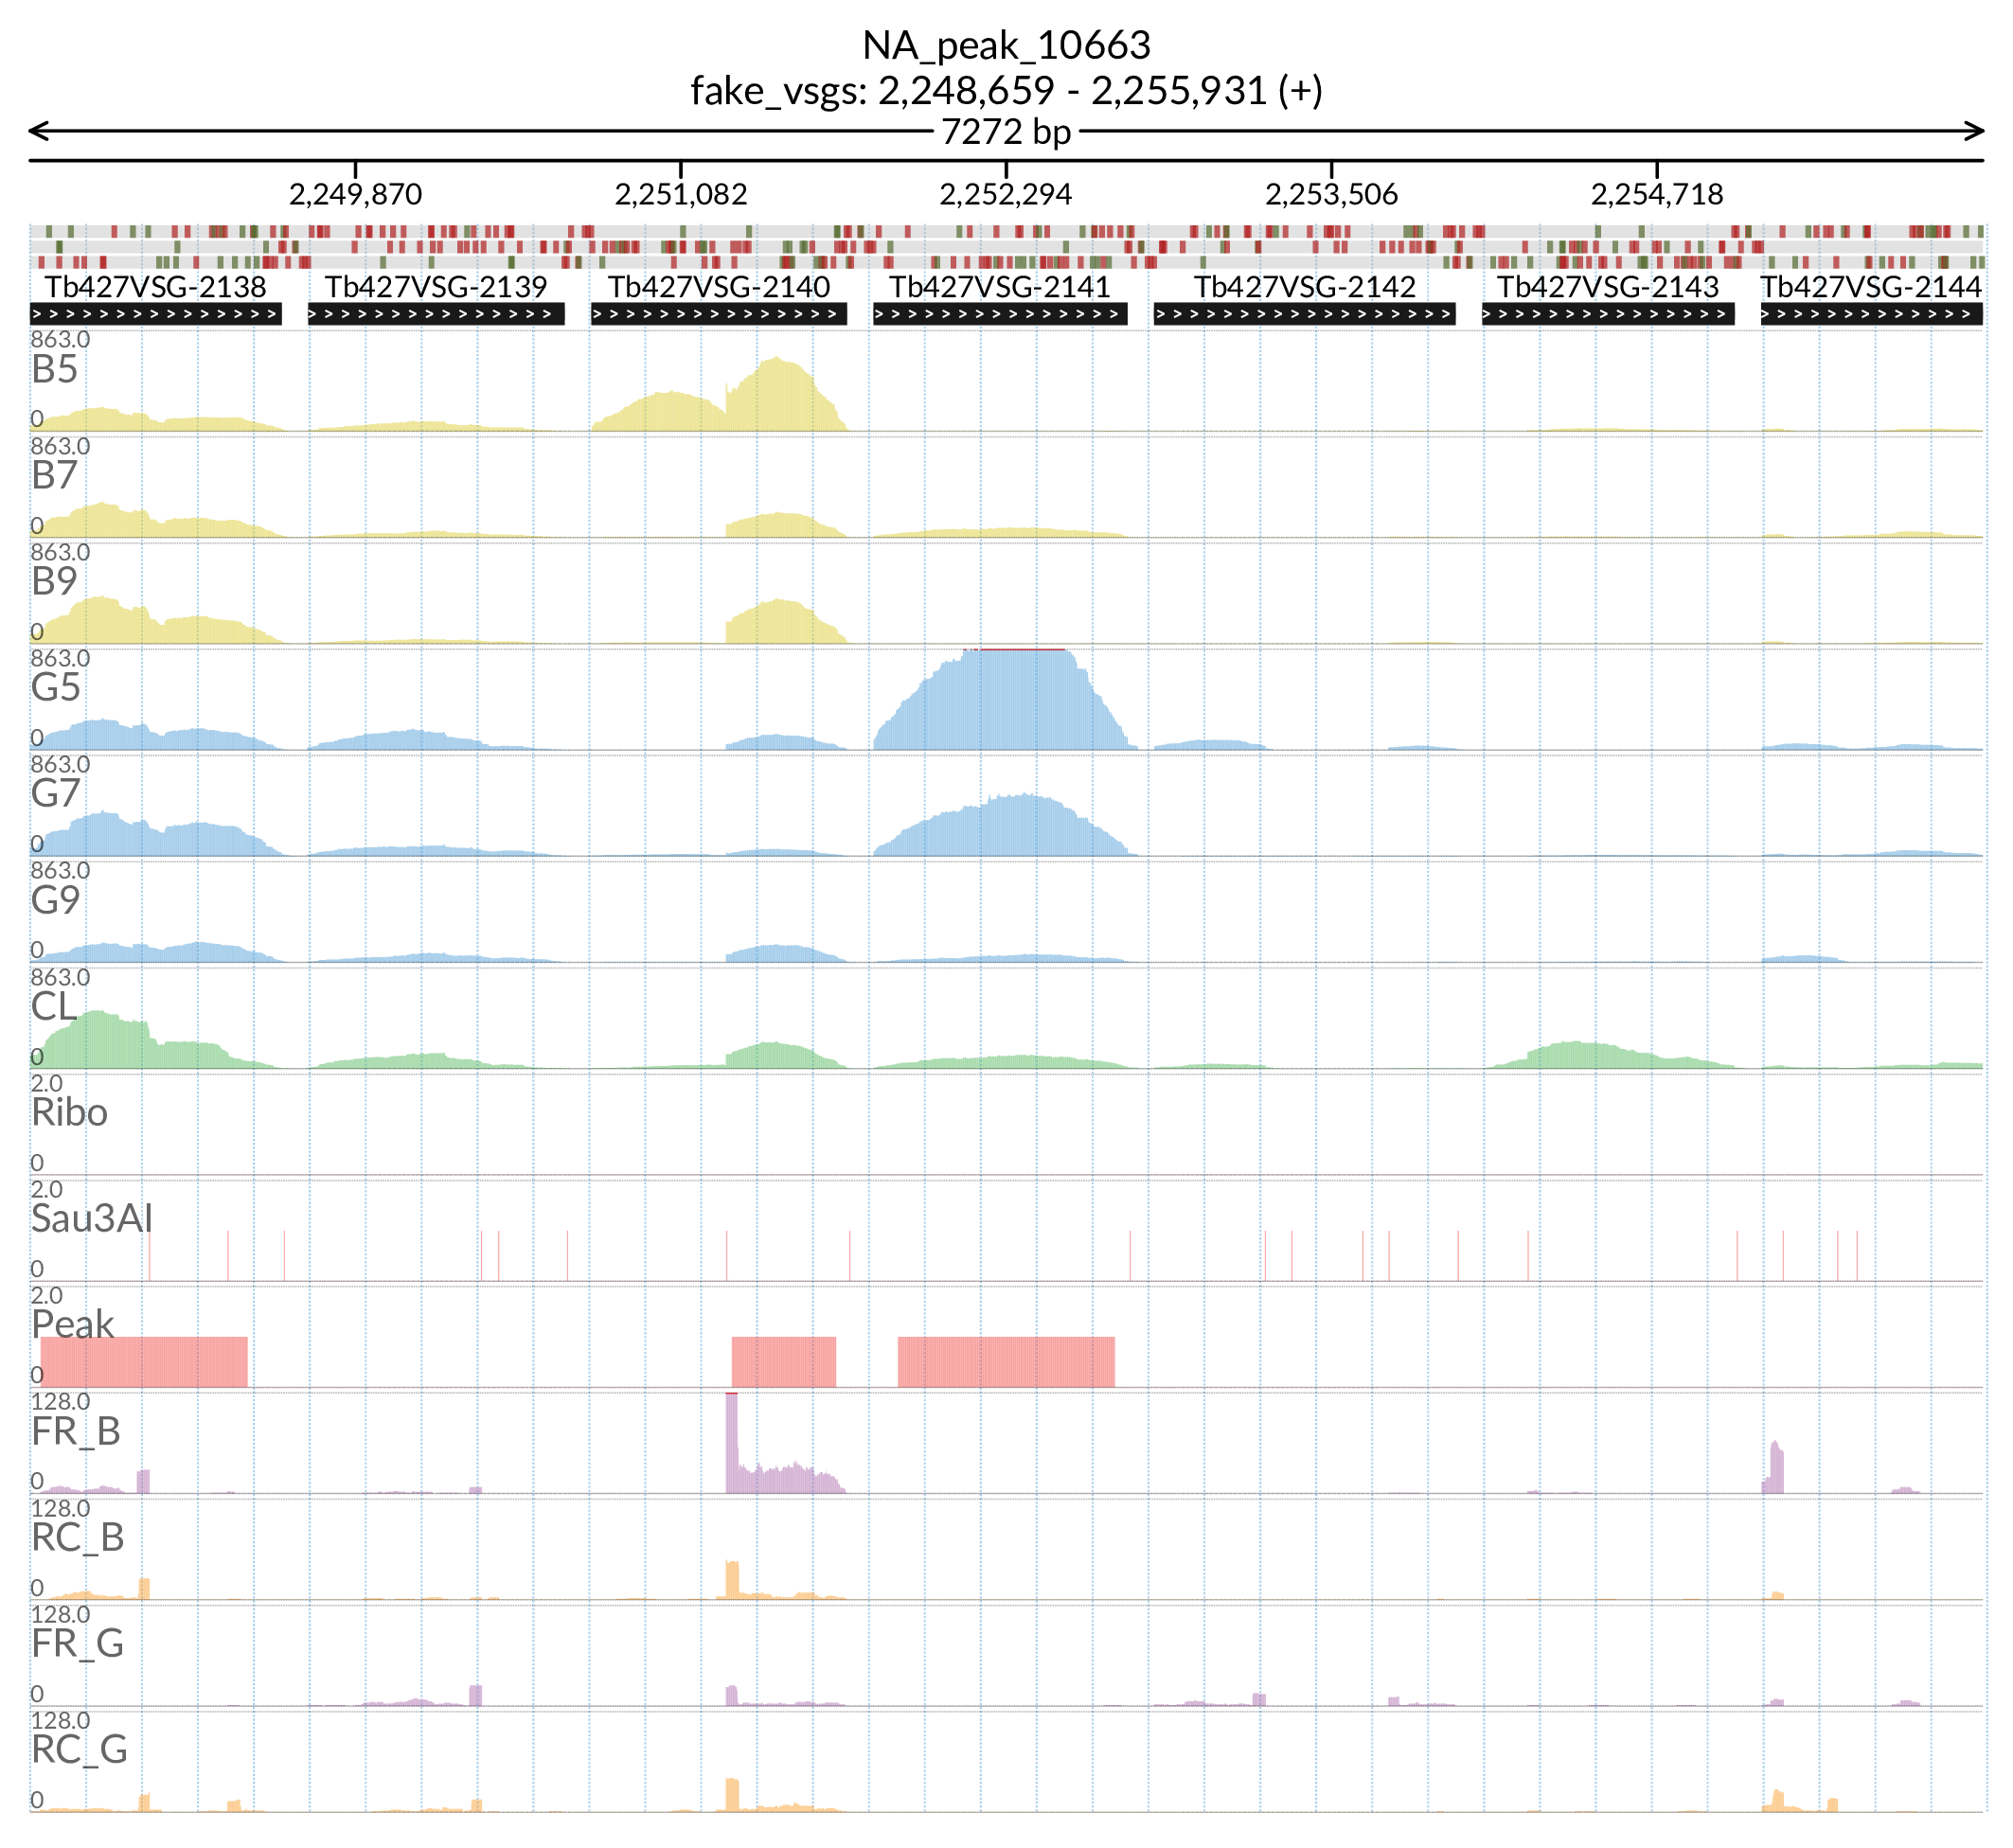 NA_peak_10663
fake_vsgs: 2,248,659 - 2,255,931 (+)
7272 bp
2,249,870 2,251,082 2,252,294 2,253,506 2,254,718
Tb427VSG-2138 Tb427VSG-2139 Tb427VSG-2140 Tb427VSG-2141 Tb427VSG-2142 Tb427VSG-2143 Tb427VSG-2144
863.0
B5
0
863.0
B7
0
863.0
B9
0
863.0
G5
0
863.0
G7
0
863.0
G9
0
863.0
CL
0
2.0
Ribo
0
2.0
Sau3AI
0
2.0
Peak
0
128.0
FR_B
0
128.0
RC_B
0
128.0
FR_G
0
128.0
RC_G
0